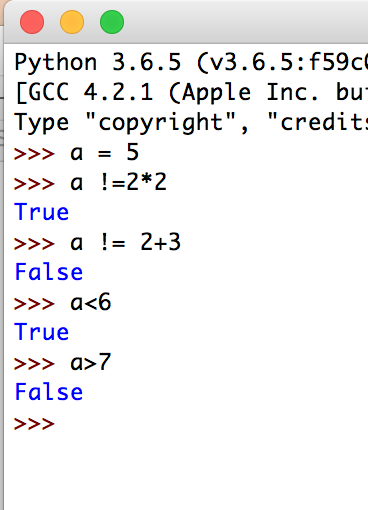 Python 3.6.5 (v3.6.5:f59c0
[GCC 4.2.1 (Apple Inc. bu
Type "copyright", "credits
>>> a = 5
>>> a !=2*2
True
>>> a != 2+3
False
>>> a<6
True
>>> a>7
False
>>>